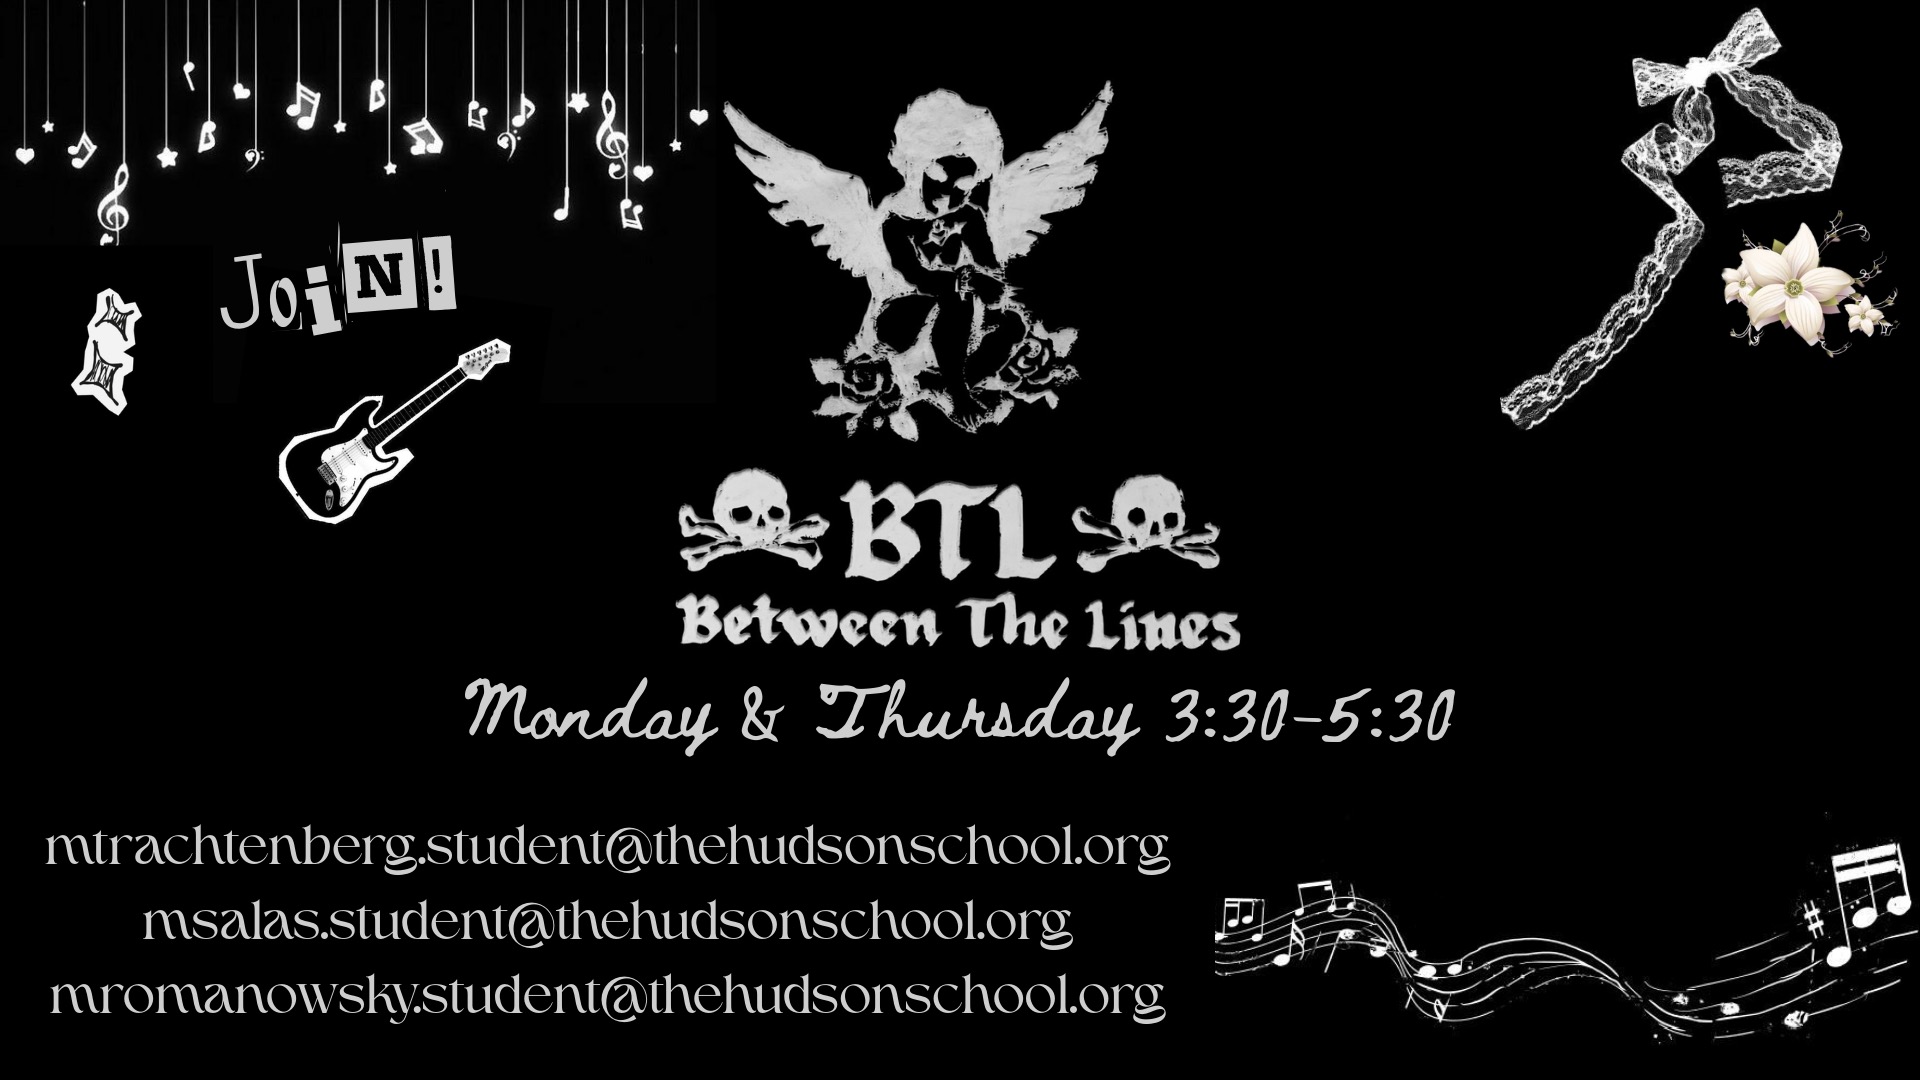 JoiN!
BTL
Between The Lines
Monday & Thursday 3:30-5:30
mtrachtenberg.student@thehudsonschool.org
msalas.student@thehudsonschool.org
mromanowsky.student@thehudsonschool.org